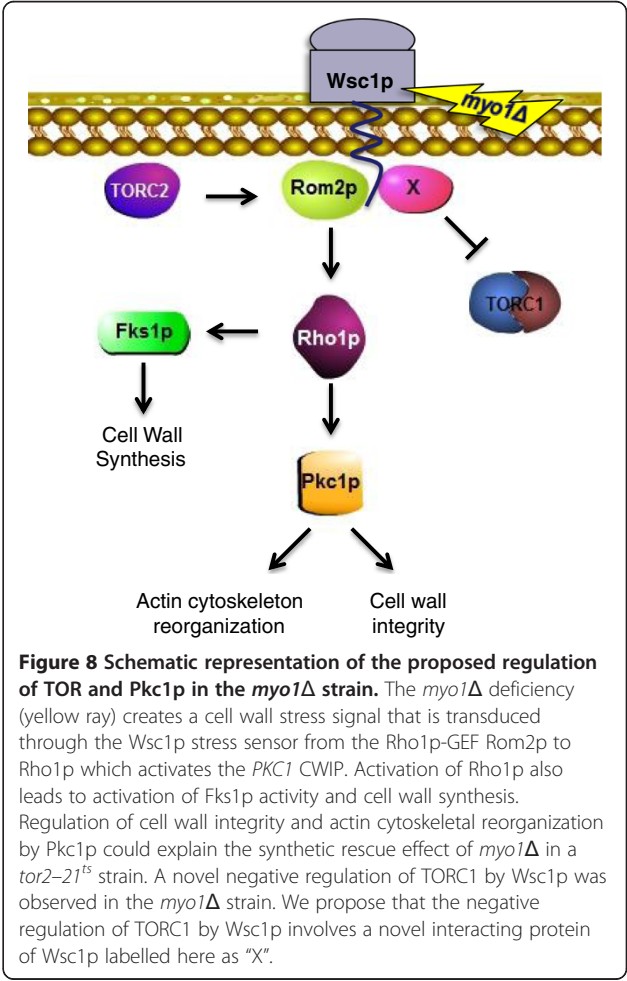 Wsc1p
myo1Δ
TORC2
Rom2p
X
TORC1
Fks1p
Rho1p
Cell Wall
Synthesis
Pkc1p
Actin cytoskeleton
reorganization
Cell wall
integrity
Figure 8 Schematic representation of the proposed regulation
of TOR and Pkc1p in the myo1Δ strain. The myo1Δ deficiency
(yellow ray) creates a cell wall stress signal that is transduced
through the Wsc1p stress sensor from the Rho1p-GEF Rom2p to
Rho1p which activates the PKC1 CWIP. Activation of Rho1p also
leads to activation of Fks1p activity and cell wall synthesis.
Regulation of cell wall integrity and actin cytoskeletal reorganization
by Pkc1p could explain the synthetic rescue effect of myo1Δ in a
tor2–21ts strain. A novel negative regulation of TORC1 by Wsc1p was
observed in the myo1Δ strain. We propose that the negative
regulation of TORC1 by Wsc1p involves a novel interacting protein
of Wsc1p labelled here as “X”.